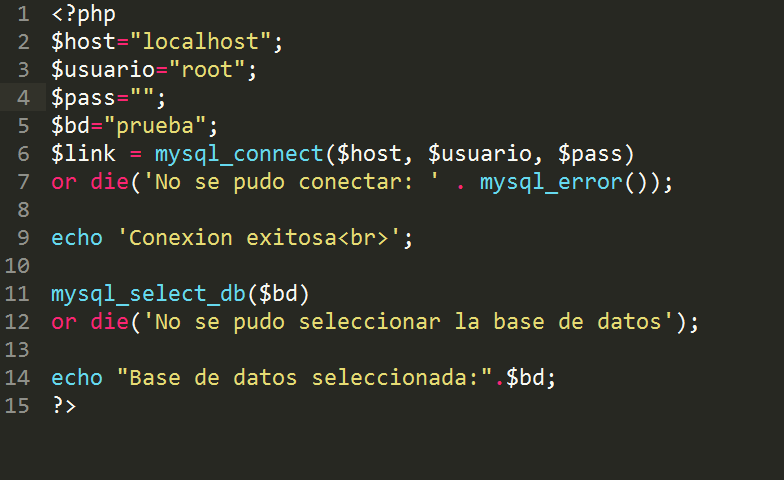 1 <?php
2 $host="localhost";
3 $usuario="root";
4 $pass="";
5 $bd="prueba";
6 $link = mysql_connect($host, $usuario, $pass)
7 or die('No se pudo conectar: ' . mysql_error());
8
9 echo 'Conexion exitosa<br>';
10
11 mysql_select_db($bd)
12 or die('No se pudo seleccionar la base de datos');
13
14 echo "Base de datos seleccionada:".$bd;
15 ?>